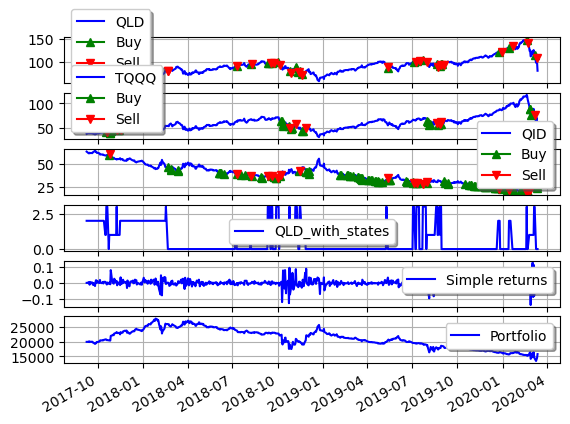 QLD
Buy
Sell
150
100
TQQQ
Buy
Sell
100
50
QID
Buy
Sell
50
25
2.5
0.0
QLD_with_states
0.1
0.0
−0.1
Simple returns
25000
20000
15000
Portfolio
2017-10
2018-01
2018-04
2018-07
2018-10
2019-01
2019-04
2019-07
2019-10
2020-01
2020-04